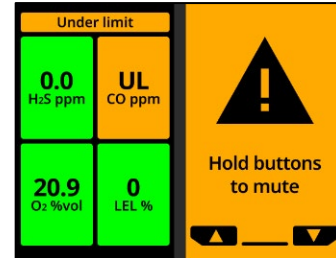 Under limit
0.0
H₂S ppm
UL
CO ppm
20.9
O₂ %vol
0
LEL %
!
Hold buttons
to mute